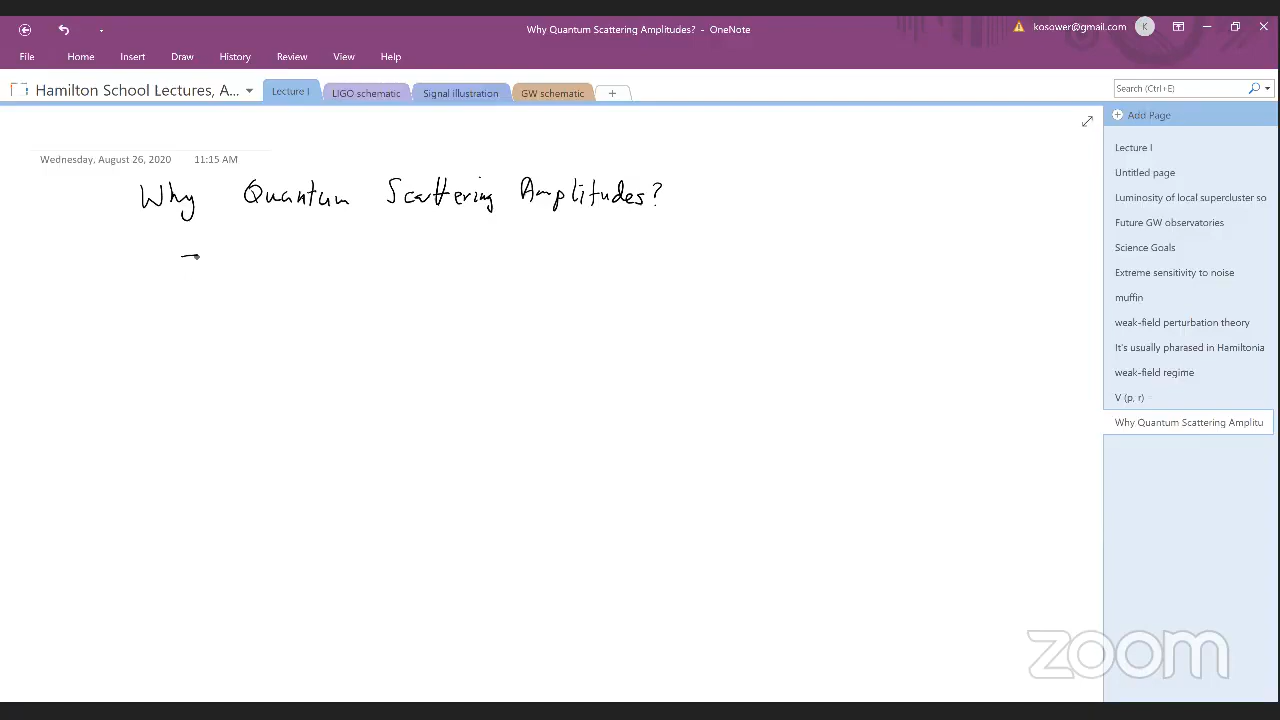 Why Quantum Scattering Amplitudes? - OneNote
kosower@gmail.com
K
File Home Insert Draw History Review View Help
Hamilton School Lectures, A...
Lecture I
LIGO schematic
Signal illustration
GW schematic
+
Search (Ctrl+E)
Add Page
Wednesday, August 26, 2020 11:15 AM
Why Quantum Scattering Amplitudes?
Lecture I
Untitled page
Luminosity of local supercluster so
Future GW observatories
Science Goals
Extreme sensitivity to noise
muffin
weak-field perturbation theory
It's usually pharased in Hamiltonia
weak-field regime
V (p, r)
Why Quantum Scattering Amplitu
zoom